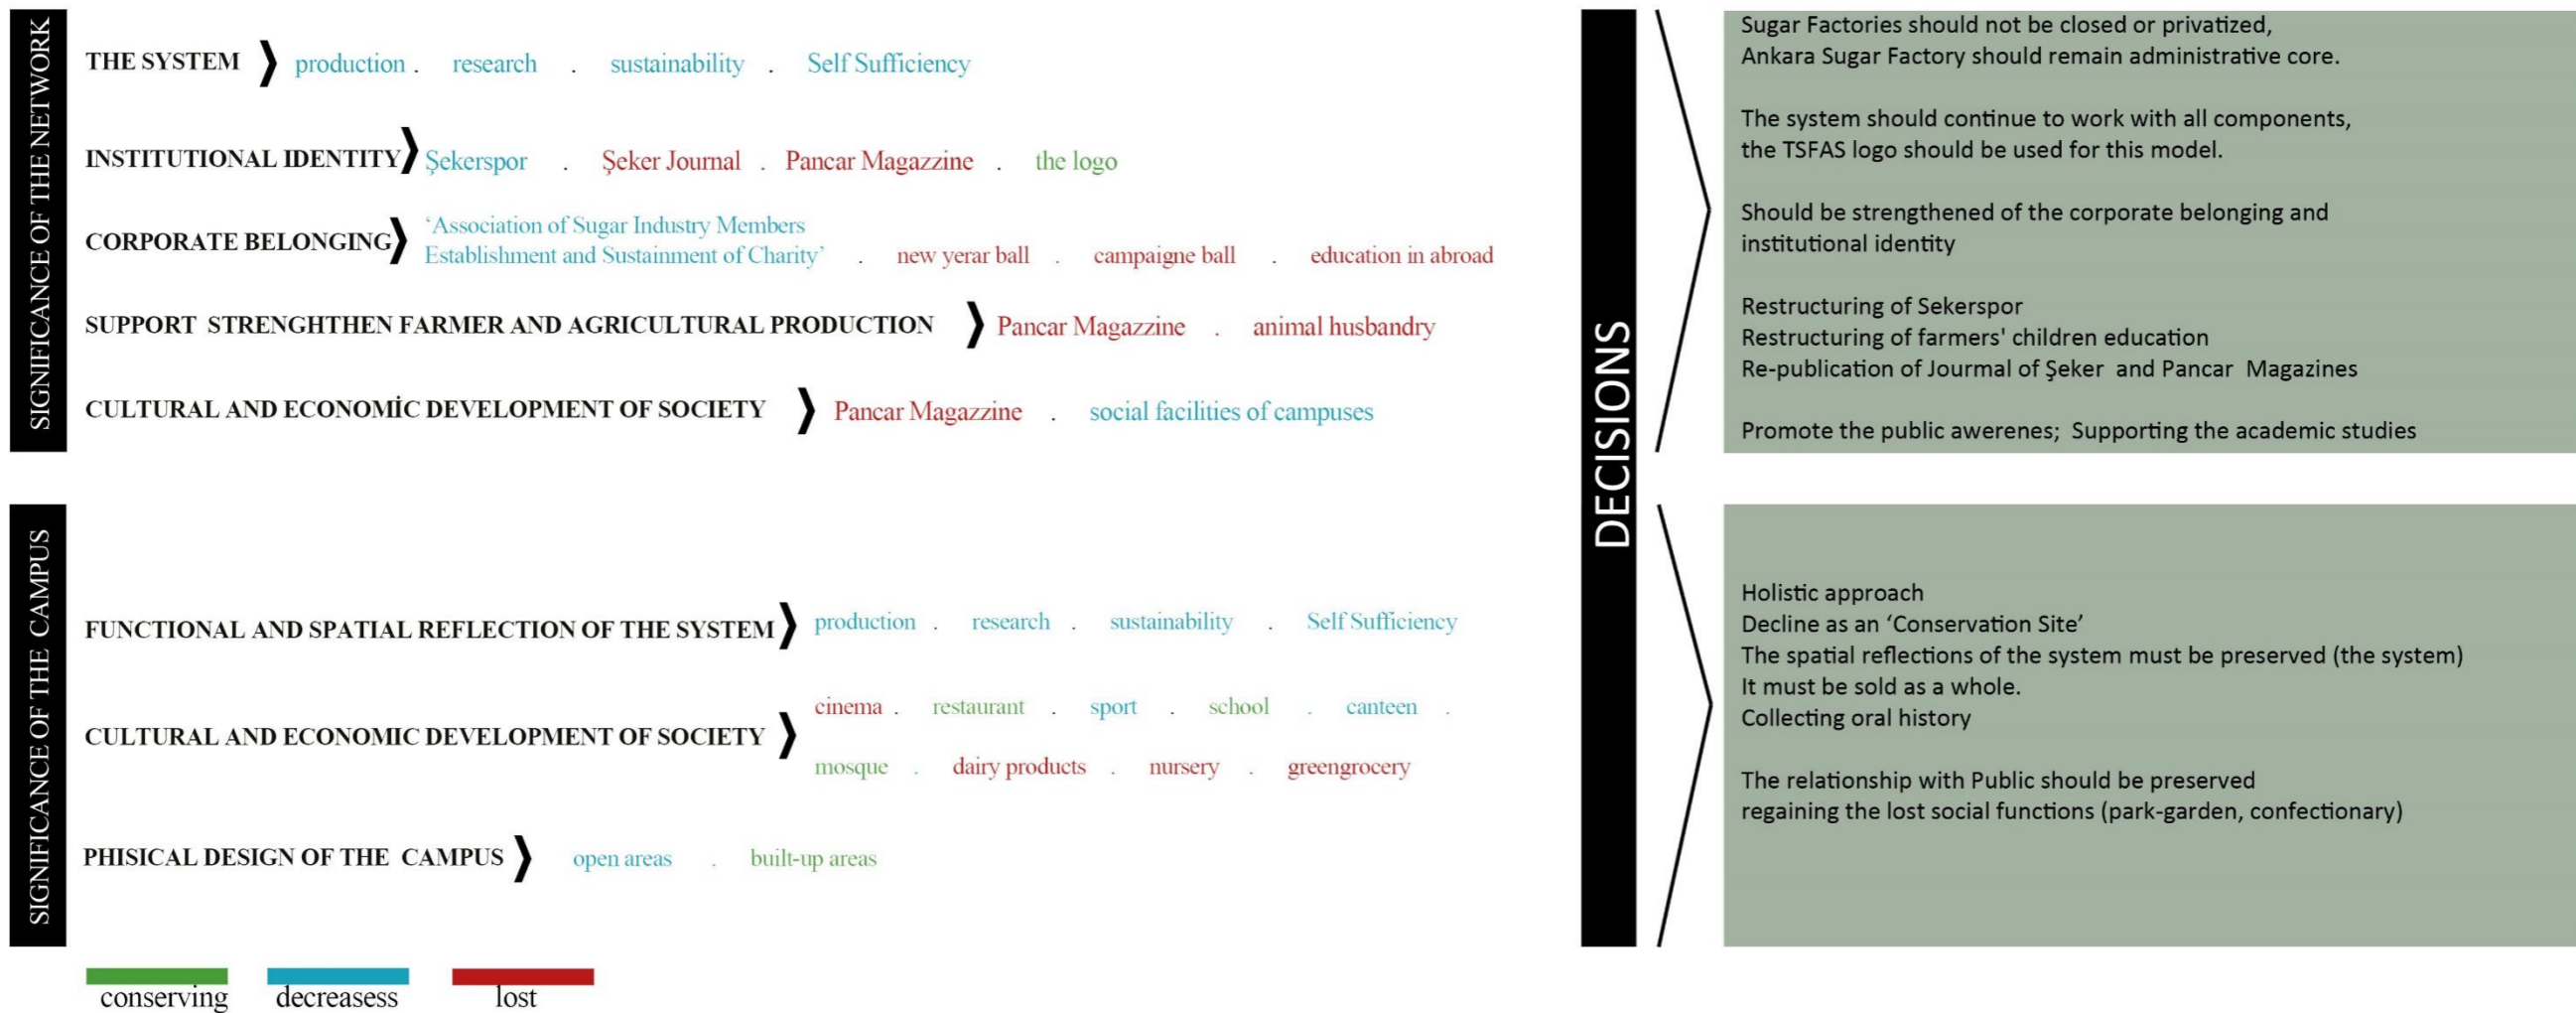 SIGNIFICANCE OF THE NETWORK
THE SYSTEM ❫ production . research . sustainability . Self Sufficiency
INSTITUTIONAL IDENTITY ❫ Şekerspor . Şeker Journal . Pancar Magazzine . the logo
CORPORATE BELONGING ❫ ‘Association of Sugar Industry Members
Establishment and Sustainment of Charity’ . new yerar ball . campaigne ball . education in abroad
SUPPORT STRENGHTHEN FARMER AND AGRICULTURAL PRODUCTION ❫ Pancar Magazzine . animal husbandry
CULTURAL AND ECONOMİC DEVELOPMENT OF SOCIETY ❫ Pancar Magazzine . social facilities of campuses
SIGNIFICANCE OF THE CAMPUS
FUNCTIONAL AND SPATIAL REFLECTION OF THE SYSTEM ❫ production . research . sustainability . Self Sufficiency
CULTURAL AND ECONOMIC DEVELOPMENT OF SOCIETY ❫ cinema . restaurant . sport . school . canteen .
mosque . dairy products . nursery . greengrocery
PHISICAL DESIGN OF THE CAMPUS ❫ open areas . built-up areas
conserving decreasess lost
DECISIONS
Sugar Factories should not be closed or privatized,
Ankara Sugar Factory should remain administrative core.
The system should continue to work with all components,
the TSFAS logo should be used for this model.
Should be strengthened of the corporate belonging and
institutional identity
Restructuring of Sekerspor
Restructuring of farmers' children education
Re-publication of Jourmal of Şeker and Pancar Magazines
Promote the public awerenes; Supporting the academic studies
Holistic approach
Decline as an ‘Conservation Site’
The spatial reflections of the system must be preserved (the system)
It must be sold as a whole.
Collecting oral history
The relationship with Public should be preserved
regaining the lost social functions (park-garden, confectionary)